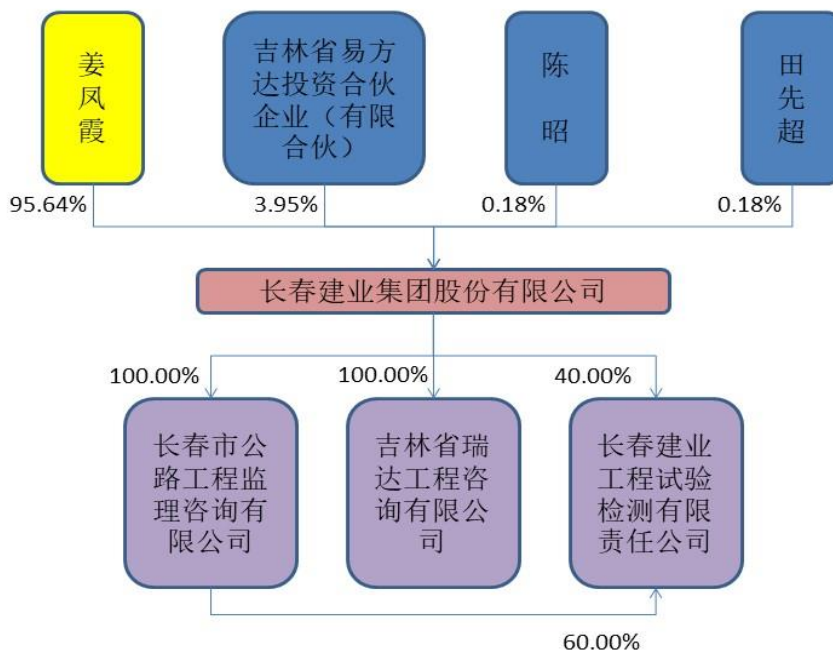 姜
凤
霞
吉林省易方
达投资合伙
企业（有限
合伙）
陈
昭
田
先
超
95.64%
3.95%
0.18%
0.18%
长春建业集团股份有限公司
100.00%
100.00%
40.00%
长春市公
路工程监
理咨询有
限公司
吉林省瑞
达工程咨
询有限公
司
长春建业
工程试验
检测有限
责任公司
60.00%